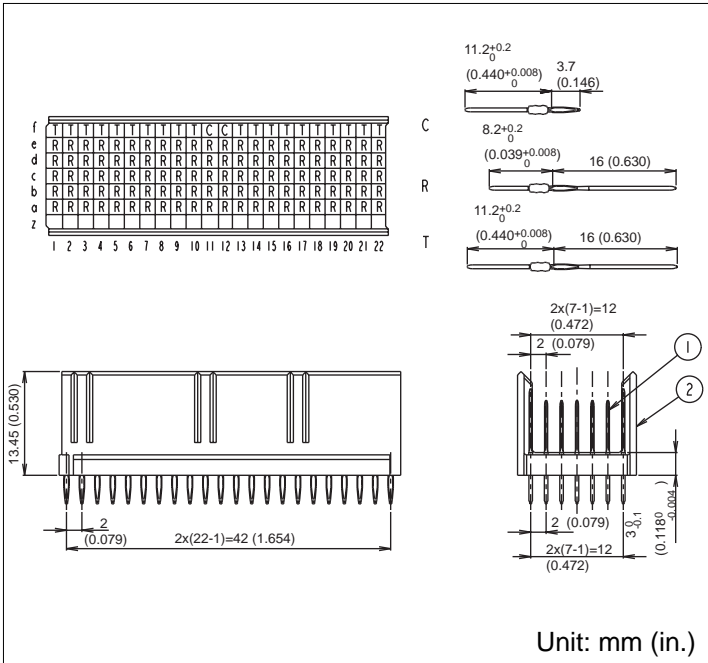 11.2+0.2 0
(0.440+0.008 0)
3.7
(0.146)
C
f T T T T T T T T T T C C T T T T T T T T T T
e R R R R R R R R R R R R R R R R R R R R R R
d R R R R R R R R R R R R R R R R R R R R R R
c R R R R R R R R R R R R R R R R R R R R R R
b R R R R R R R R R R R R R R R R R R R R R R
a R R R R R R R R R R R R R R R R R R R R R R
z
1 2 3 4 5 6 7 8 9 10 11 12 13 14 15 16 17 18 19 20 21 22
8.2+0.2 0
(0.039+0.008 0)
16 (0.630)
R
11.2+0.2 0
(0.440+0.008 0)
16 (0.630)
T
13.45 (0.530)
2
(0.079)
2x(22-1)=42 (1.654)
2x(7-1)=12
(0.472)
2 (0.079)
1
2
2 (0.079)
2x(7-1)=12
(0.472)
3 0 -0.1
(0.118 0 -0.004)
Unit: mm (in.)